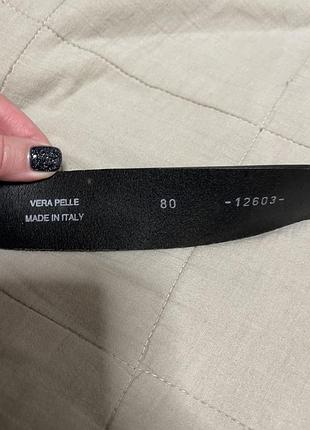 VERA PELLE 80 -12603-
MADE IN ITALY